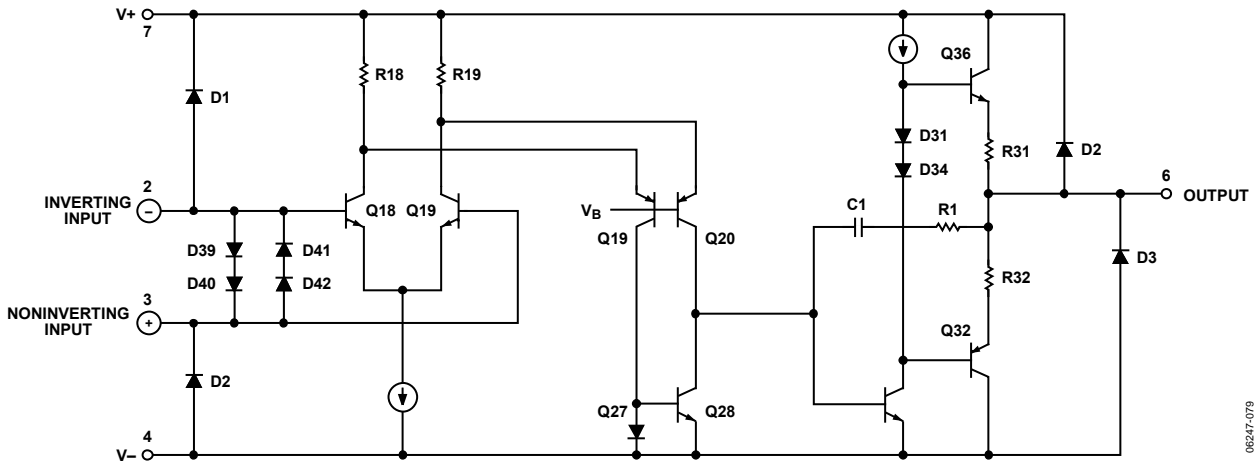 V+
7
D1
R18
R19
Q36
D31
D34
R31
D2
6
OUTPUT
2
INVERTING
INPUT
−
Q18
Q19
VB
Q19
Q20
C1
R1
D39
D41
D40
D42
D3
3
NONINVERTING
INPUT
+
R32
Q32
D2
Q27
Q28
4
V−
06247-079